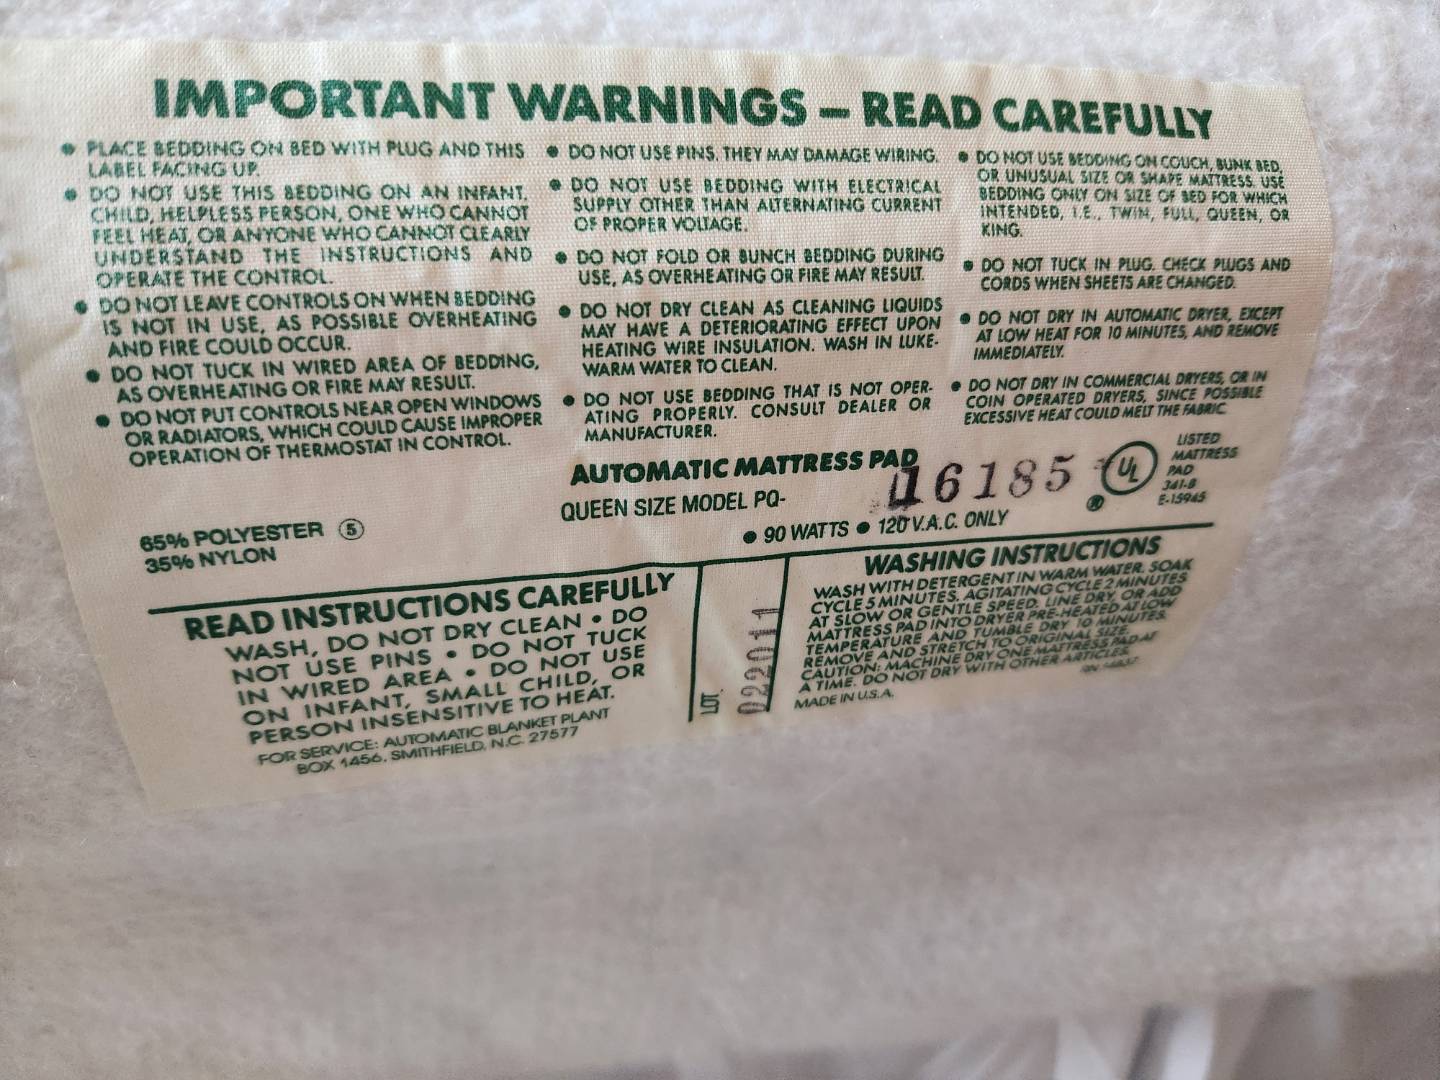 IMPORTANT WARNINGS – READ CAREFULLY
• PLACE BEDDING ON BED WITH PLUG AND THIS
LABEL FACING UP.
• DO NOT USE THIS BEDDING ON AN INFANT,
CHILD, HELPLESS PERSON, ONE WHO CANNOT
FEEL HEAT, OR ANYONE WHO CANNOT CLEARLY
UNDERSTAND THE INSTRUCTIONS AND
OPERATE THE CONTROL.
• DO NOT LEAVE CONTROLS ON WHEN BEDDING
IS NOT IN USE, AS POSSIBLE OVERHEATING
AND FIRE COULD OCCUR.
• DO NOT TUCK IN WIRED AREA OF BEDDING,
AS OVERHEATING OR FIRE MAY RESULT.
• DO NOT PUT CONTROLS NEAR OPEN WINDOWS
OR RADIATORS, WHICH COULD CAUSE IMPROPER
OPERATION OF THERMOSTAT IN CONTROL.
• DO NOT USE PINS. THEY MAY DAMAGE WIRING.
• DO NOT USE BEDDING WITH ELECTRICAL
SUPPLY OTHER THAN ALTERNATING CURRENT
OF PROPER VOLTAGE.
• DO NOT FOLD OR BUNCH BEDDING DURING
USE, AS OVERHEATING OR FIRE MAY RESULT.
• DO NOT DRY CLEAN AS CLEANING LIQUIDS
MAY HAVE A DETERIORATING EFFECT UPON
HEATING WIRE INSULATION. WASH IN LUKE-
WARM WATER TO CLEAN.
• DO NOT USE BEDDING THAT IS NOT OPER-
ATING PROPERLY. CONSULT DEALER OR
MANUFACTURER.
• DO NOT USE BEDDING ON COUCH, BUNK BED,
OR UNUSUAL SIZE OR SHAPE MATTRESS. USE
BEDDING ONLY ON SIZE OF BED FOR WHICH
INTENDED, I.E., TWIN, FULL, QUEEN, OR
KING.
• DO NOT TUCK IN PLUG. CHECK PLUGS AND
CORDS WHEN SHEETS ARE CHANGED.
• DO NOT DRY IN AUTOMATIC DRYER, EXCEPT
AT LOW HEAT FOR 10 MINUTES, AND REMOVE
IMMEDIATELY.
• DO NOT DRY IN COMMERCIAL DRYERS, OR IN
COIN OPERATED DRYERS, SINCE POSSIBLE
EXCESSIVE HEAT COULD MELT THE FABRIC.
AUTOMATIC MATTRESS PAD
QUEEN SIZE MODEL PQ-
16185
UL ®
LISTED
MATTRESS
PAD
341-B
E-15945
• 90 WATTS • 120 V.A.C. ONLY
65% POLYESTER ⑤
35% NYLON
READ INSTRUCTIONS CAREFULLY
WASH, DO NOT DRY CLEAN • DO
NOT USE PINS • DO NOT TUCK
IN WIRED AREA • DO NOT USE
ON INFANT, SMALL CHILD, OR
PERSON INSENSITIVE TO HEAT.
FOR SERVICE: AUTOMATIC BLANKET PLANT
BOX 1456, SMITHFIELD, N.C. 27577
LOT.
022011
WASHING INSTRUCTIONS
WASH WITH DETERGENT IN WARM WATER. SOAK
CYCLE 5 MINUTES. AGITATING CYCLE 2 MINUTES
AT SLOW OR GENTLE SPEED. LINE DRY, OR ADD
MATTRESS PAD INTO DRYER PRE-HEATED AT LOW
TEMPERATURE AND TUMBLE DRY 10 MINUTES.
REMOVE AND STRETCH TO ORIGINAL SIZE.
CAUTION: MACHINE DRY ONE MATTRESS PAD AT
A TIME. DO NOT DRY WITH OTHER ARTICLES.
MADE IN U.S.A.